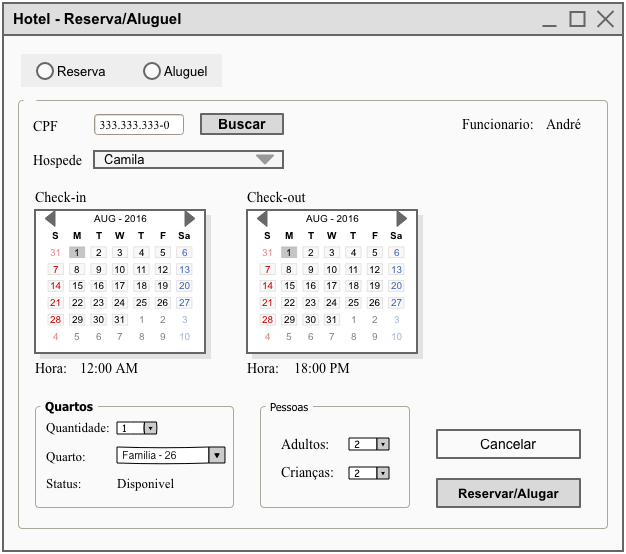 Hotel - Reserva/Aluguel
Reserva Aluguel
CPF 333.333.333-0 Buscar Funcionario: André
Hospede Camila
Check-in Check-out
AUG - 2016 AUG - 2016
S M T W T F Sa S M T W T F Sa
31 1 2 3 4 5 6 31 1 2 3 4 5 6
7 8 9 10 11 12 13 7 8 9 10 11 12 13
14 15 16 17 18 19 20 14 15 16 17 18 19 20
21 22 23 24 25 26 27 21 22 23 24 25 26 27
28 29 30 31 1 2 3 28 29 30 31 1 2 3
4 5 6 7 8 9 10 4 5 6 7 8 9 10
Hora: 12:00 AM Hora: 18:00 PM
Quartos Pessoas
Quantidade: 1
Adultos: 2 Cancelar
Quarto: Familia - 26
Crianças: 2
Status: Disponivel
Reservar/Alugar